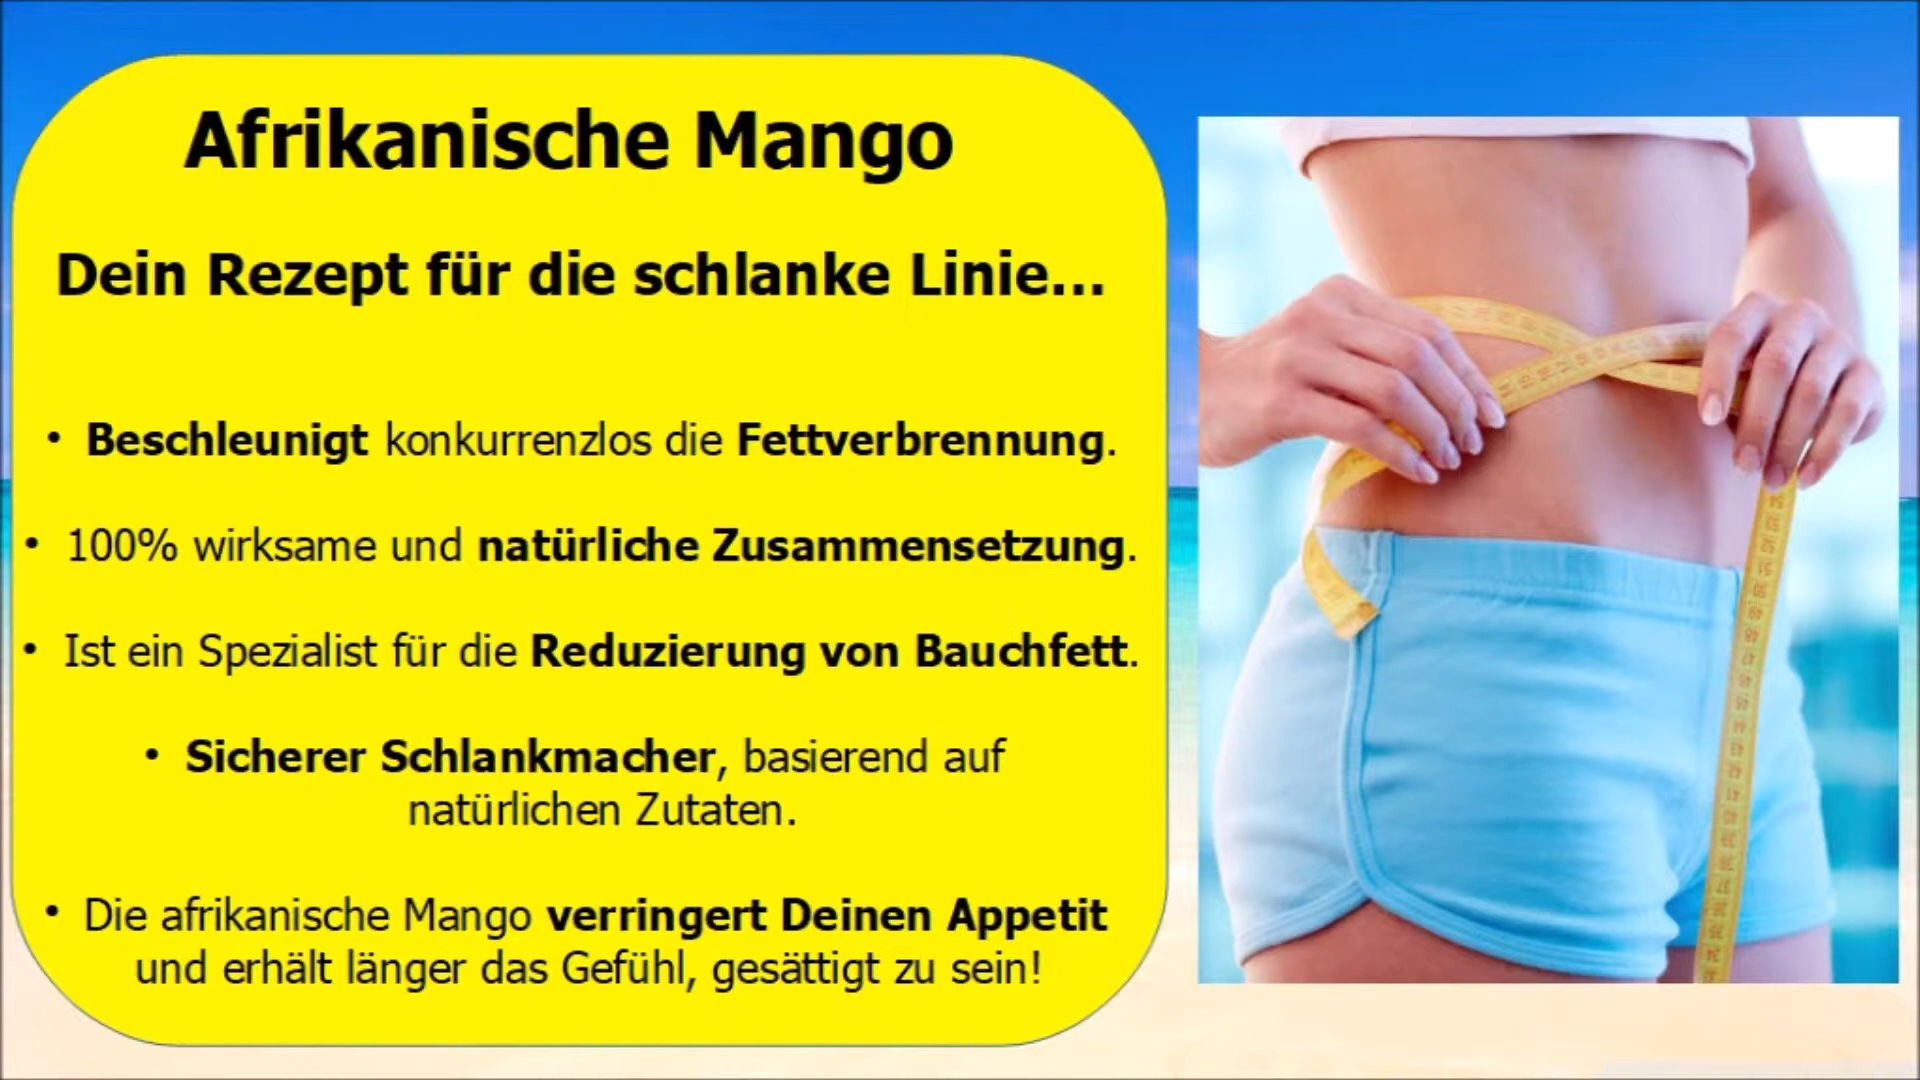 Afrikanische Mango
Dein Rezept für die schlanke Linie...
• Beschleunigt konkurrenzlos die Fettverbrennung.
• 100% wirksame und natürliche Zusammensetzung.
• Ist ein Spezialist für die Reduzierung von Bauchfett.
• Sicherer Schlankmacher, basierend auf
natürlichen Zutaten.
• Die afrikanische Mango verringert Deinen Appetit
und erhält länger das Gefühl, gesättigt zu sein!